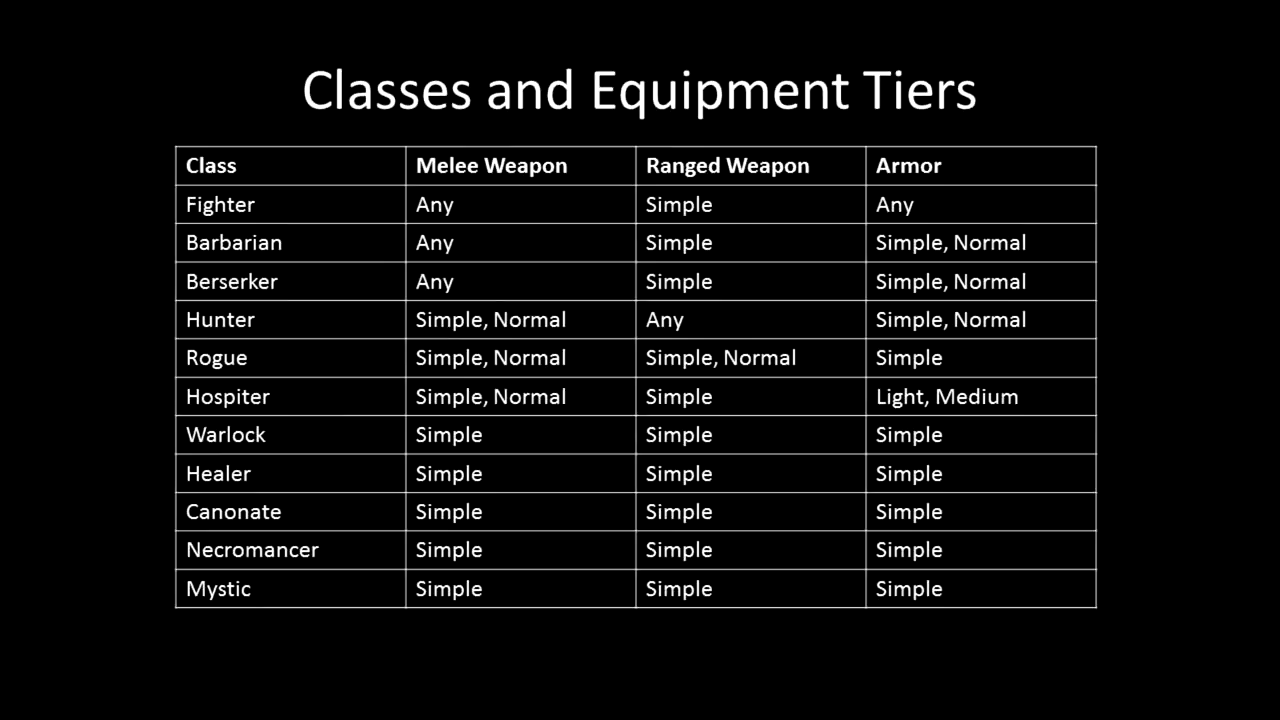 Classes and Equipment Tiers
Class Melee Weapon Ranged Weapon Armor
Fighter Any Simple Any
Barbarian Any Simple Simple, Normal
Berserker Any Simple Simple, Normal
Hunter Simple, Normal Any Simple, Normal
Rogue Simple, Normal Simple, Normal Simple
Hospiter Simple, Normal Simple Light, Medium
Warlock Simple Simple Simple
Healer Simple Simple Simple
Canonate Simple Simple Simple
Necromancer Simple Simple Simple
Mystic Simple Simple Simple